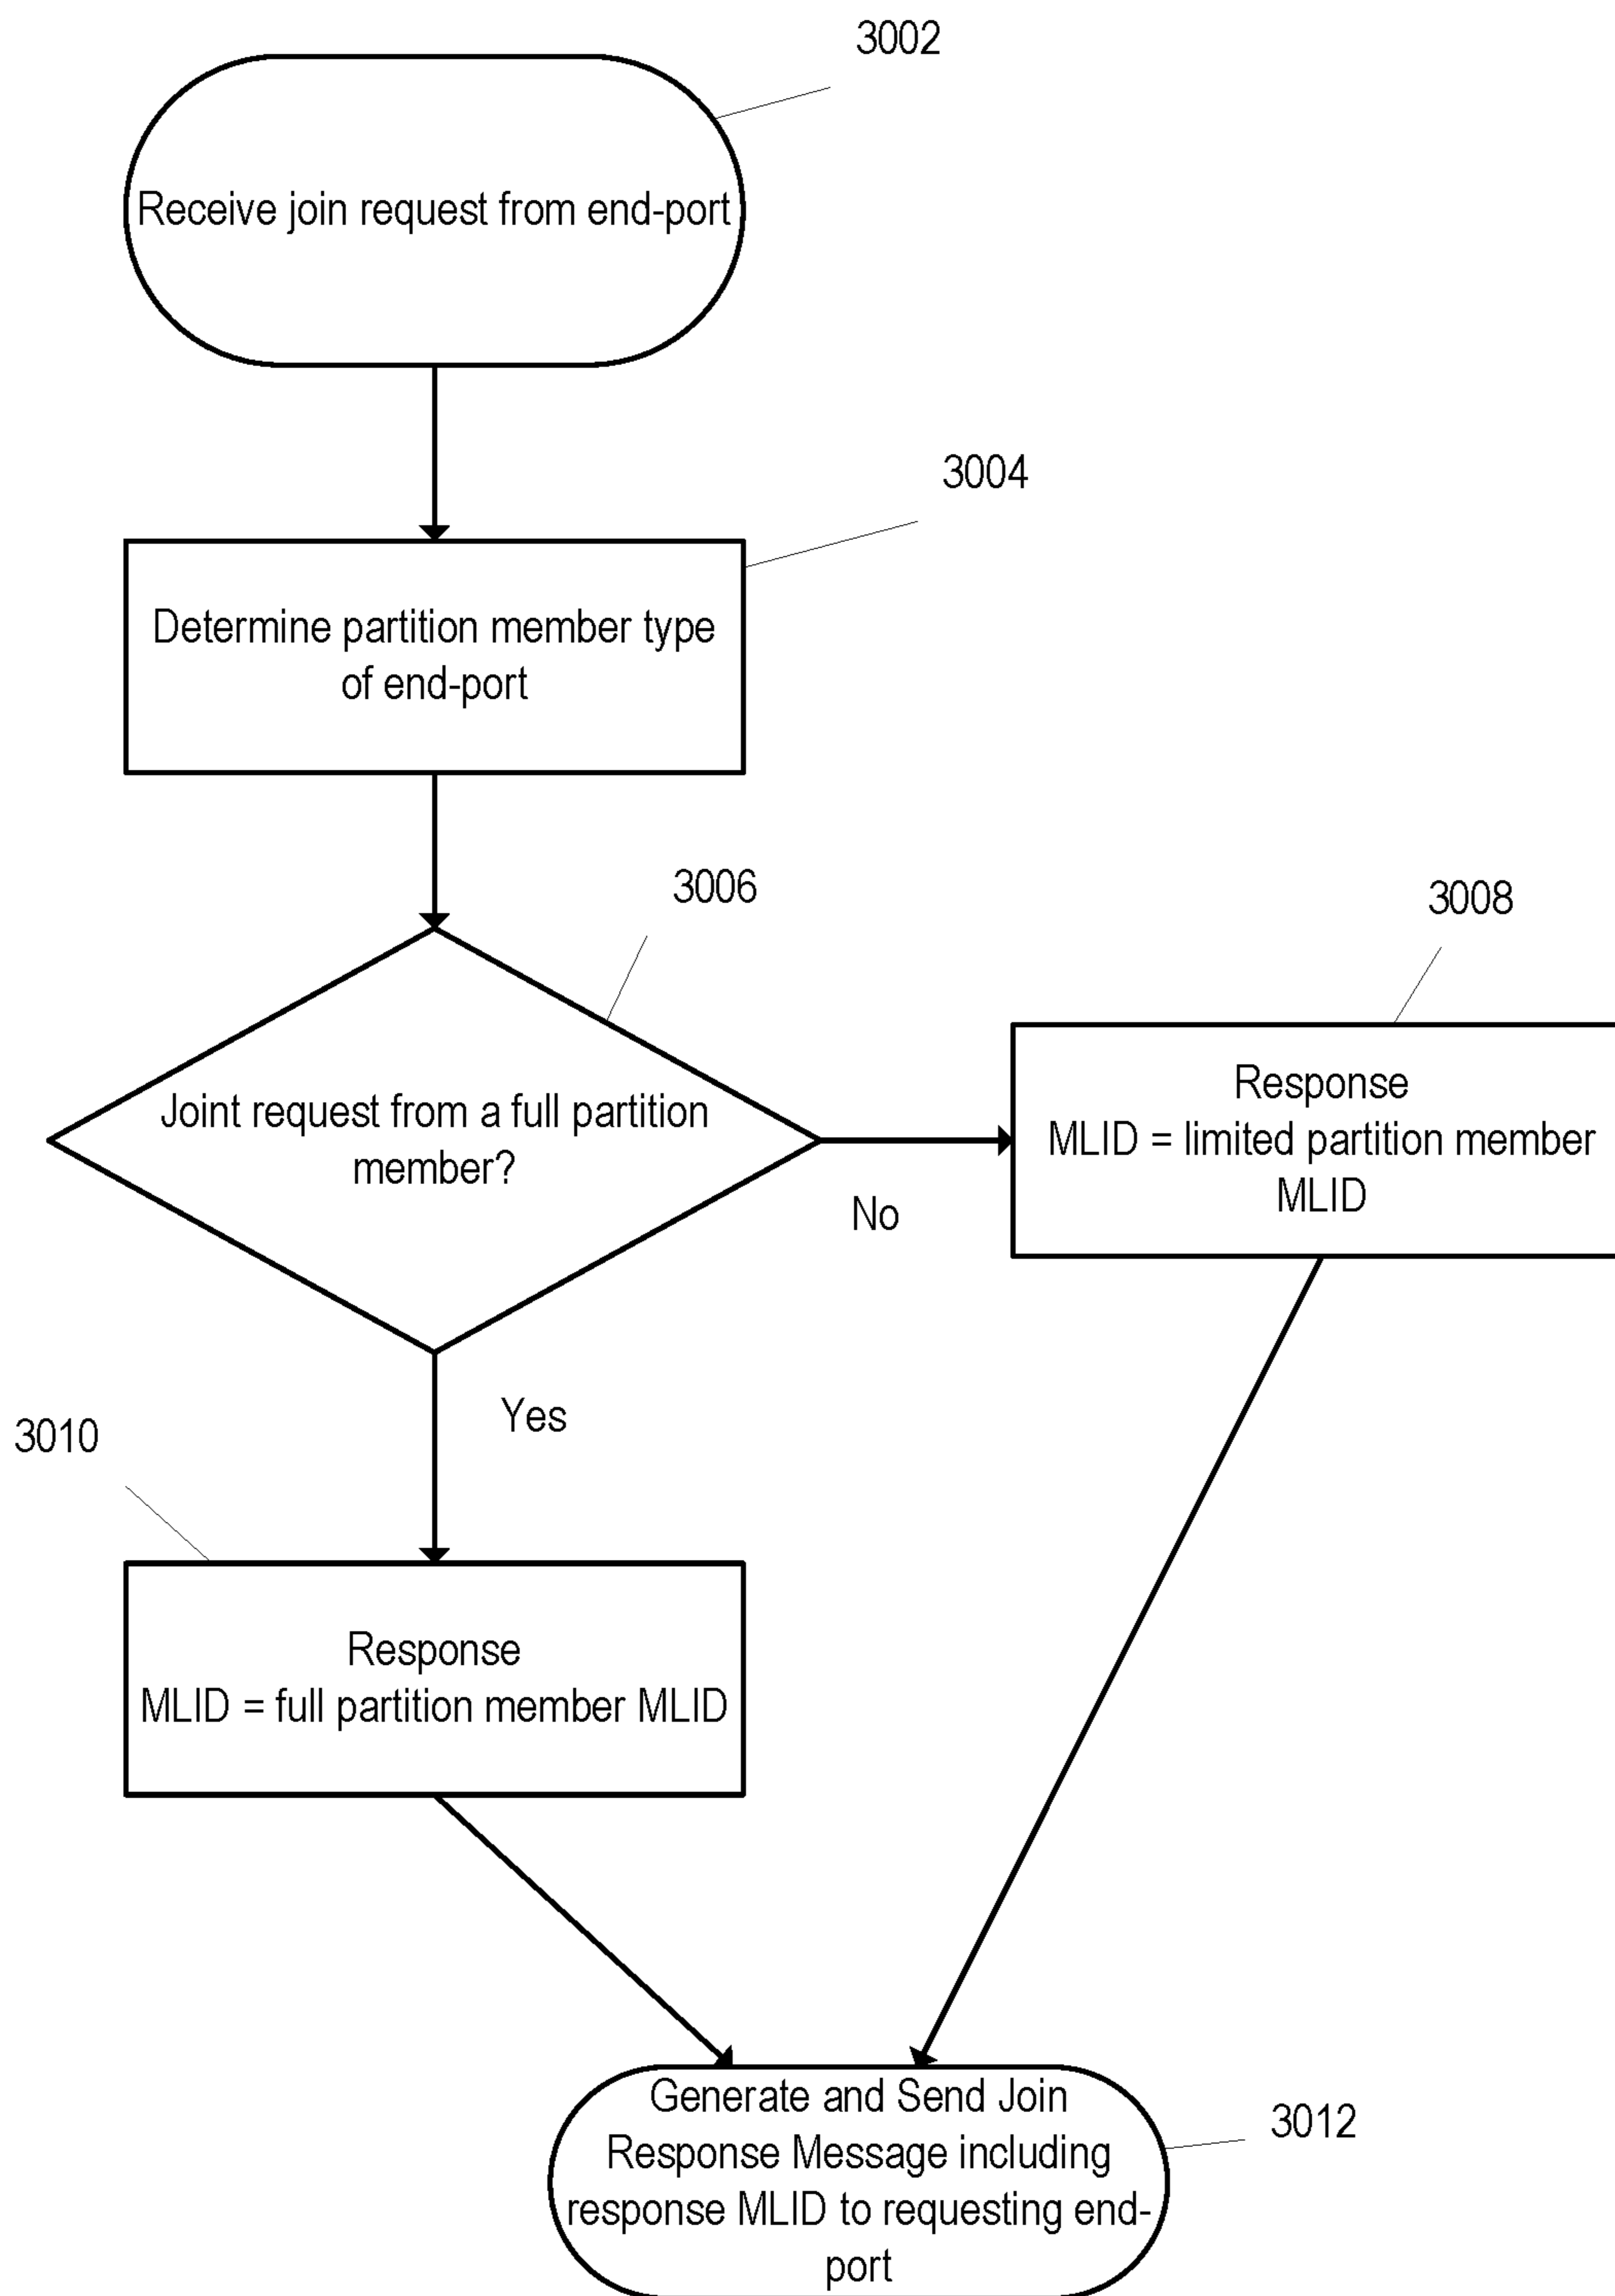 3002
Receive join request from end-port
3004
Determine partition member type
of end-port
3006
3008
Joint request from a full partition
member?
Response
MLID = limited partition member
MLID
No
Yes
3010
Response
MLID = full partition member MLID
Generate and Send Join
Response Message including
response MLID to requesting end-
port
3012